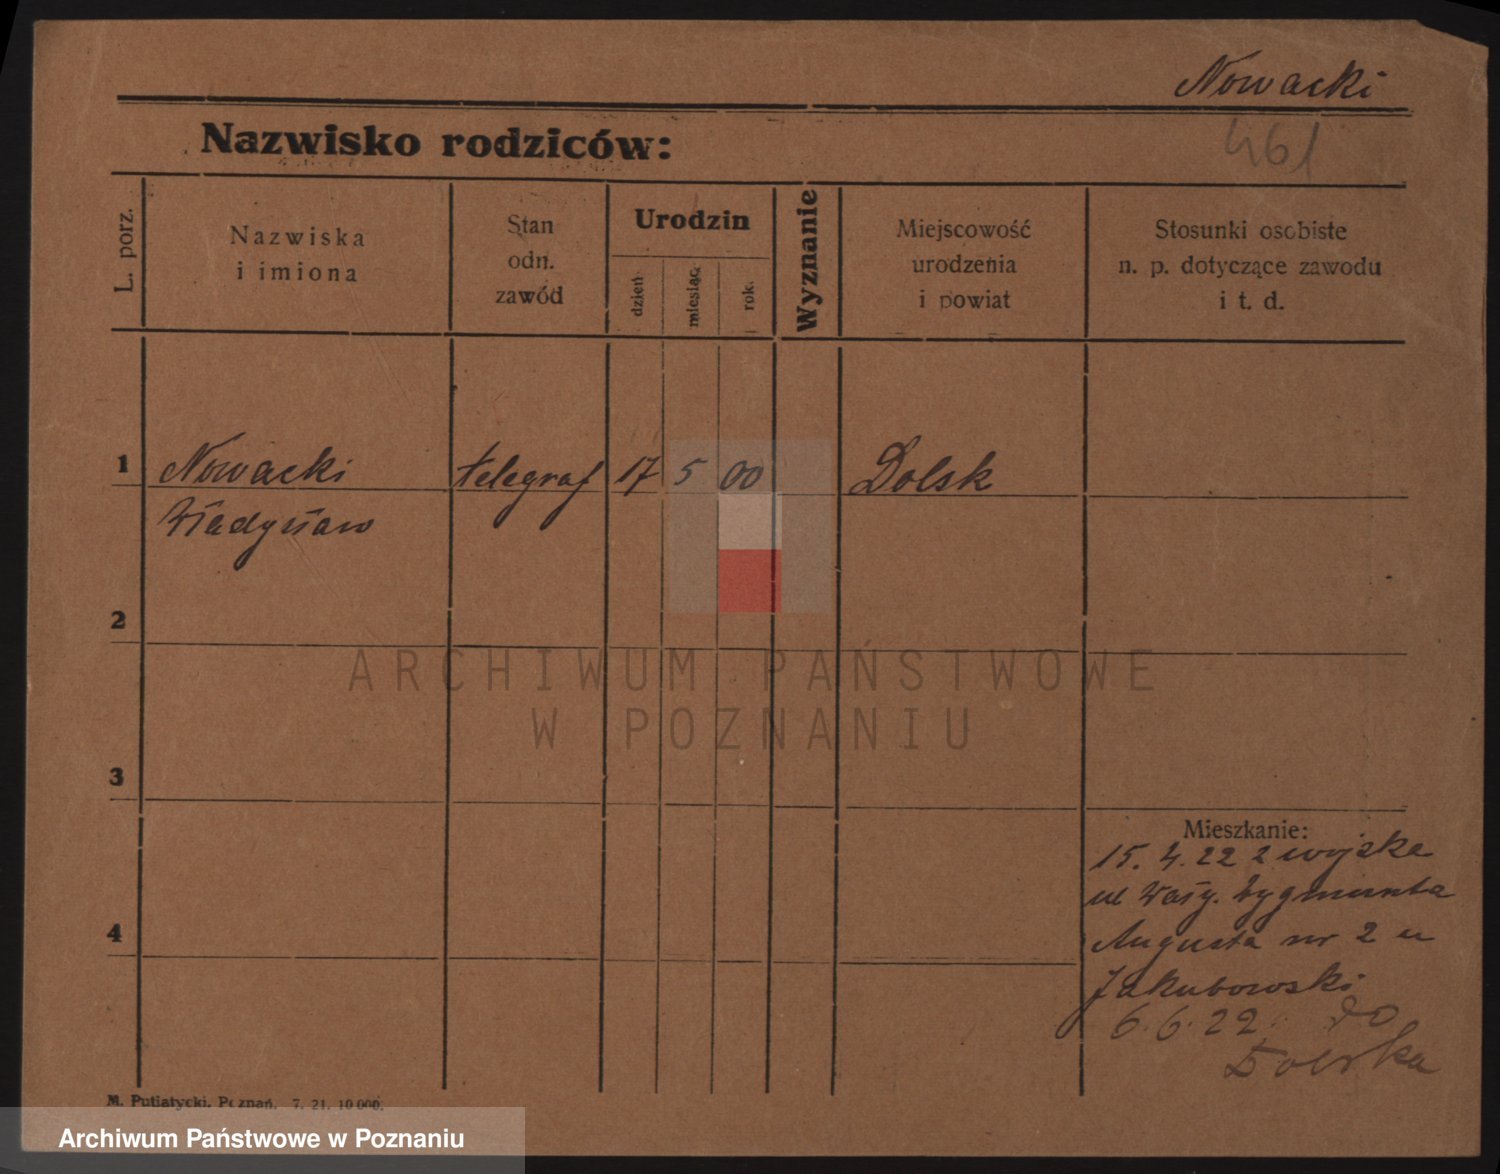 Nowacki
Nazwisko rodziców:
461
L. porz.
Nazwiska
i imiona
Stan
odn.
zawód
Urodzin
dzień
miesiąc
rok.
Wyznanie
Miejscowość
urodzenia
i powiat
Stosunki osobiste
n. p. dotyczące zawodu
i t. d.
1 Nowacki telegraf 17 5 00 Dolsk
Władysław
2
3
4
Mieszkanie:
15. 4. 22 z wojska
ul Zygmunta
Augusta nr 2 u
Jakubowski
6. 6. 22. do
Dolska
M. Putiatycki, Poznań. 7. 21. 10 000.
ARCHIWUM PAŃSTWOWE
W POZNANIU
Archiwum Państwowe w Poznaniu